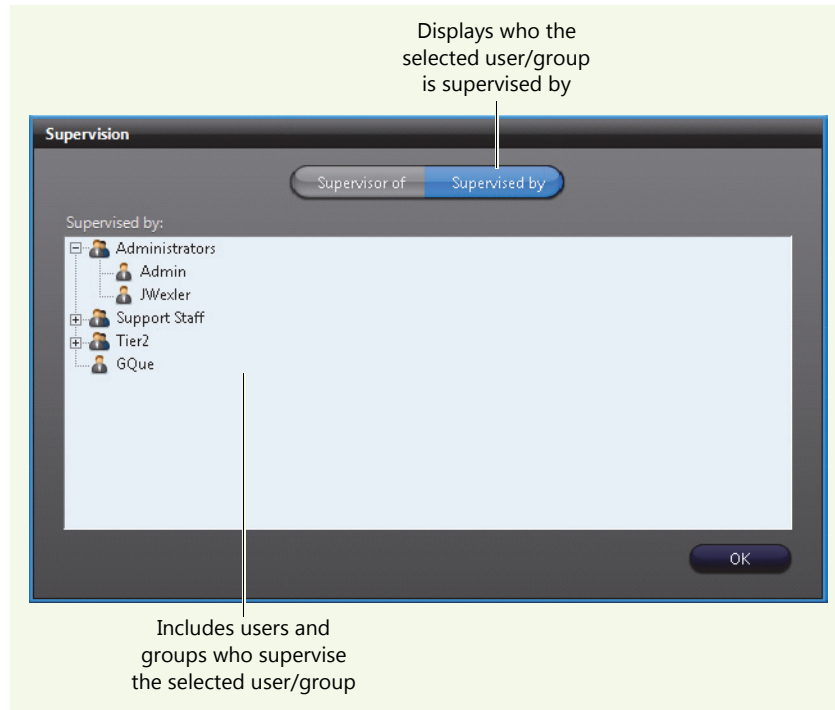 Displays who the
selected user/group
is supervised by
Supervision
Supervisor of
Supervised by
Supervised by:
Administrators
Admin
JWexler
Support Staff
Tier2
GQue
OK
Includes users and
groups who supervise
the selected user/group